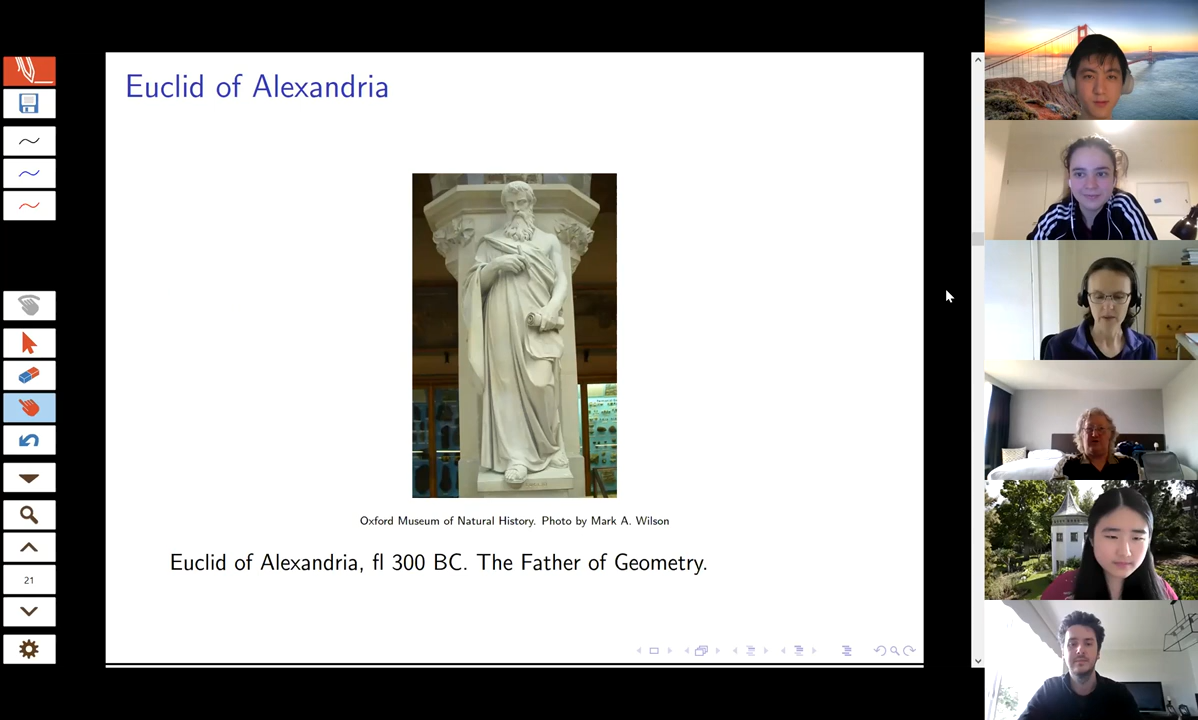 Euclid of Alexandria
Oxford Museum of Natural History. Photo by Mark A. Wilson
Euclid of Alexandria, fl 300 BC. The Father of Geometry.
21